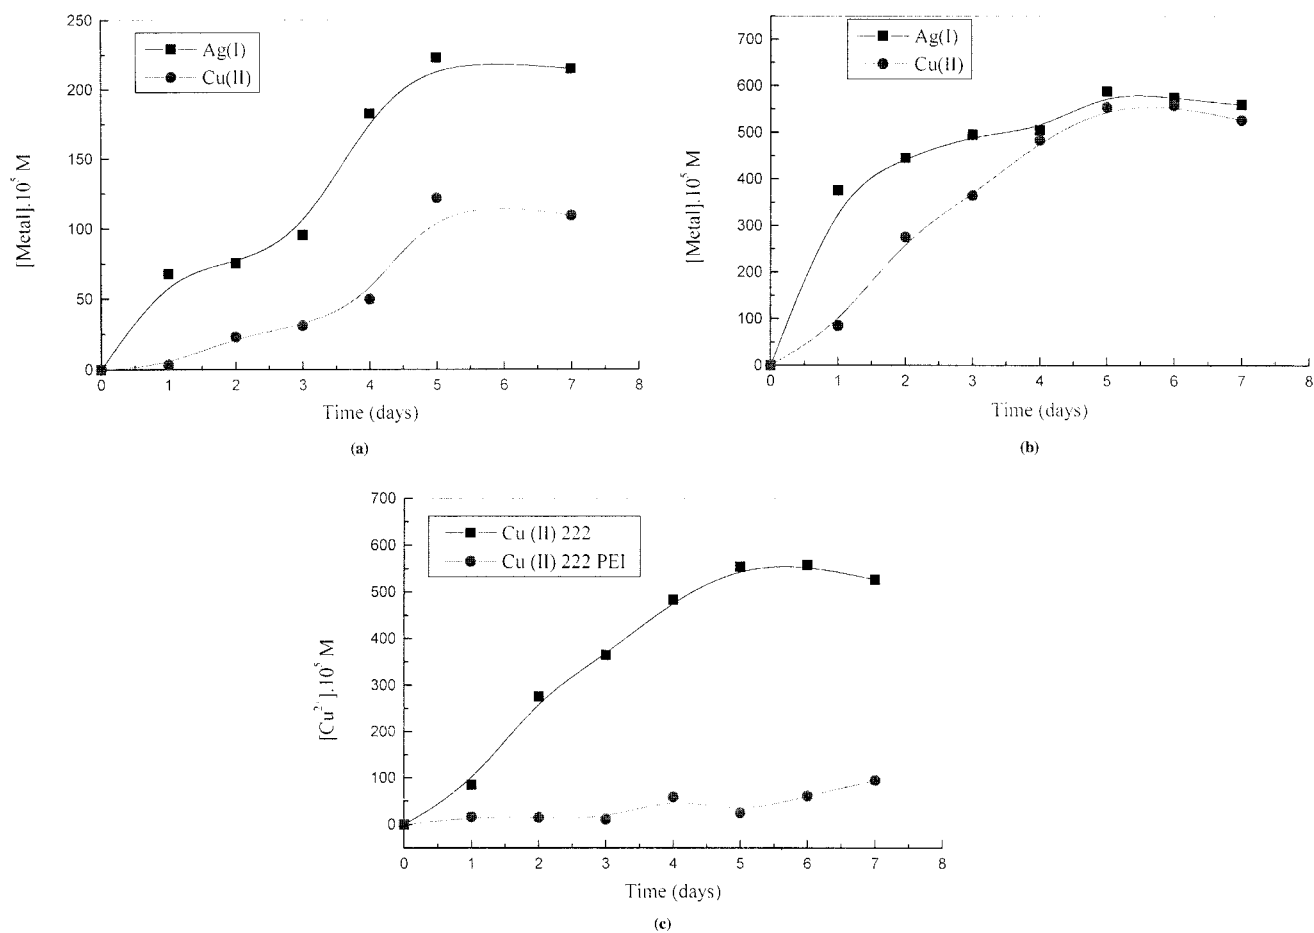 250
200
150
100
50
0
[Metal].10⁵ M
Ag(I)
Cu(II)
0 1 2 3 4 5 6 7 8
Time (days)
(a)
700
600
500
400
300
200
100
0
[Metal].10⁵ M
Ag(I)
Cu(II)
0 1 2 3 4 5 6 7 8
Time (days)
(b)
700
600
500
400
300
200
100
0
[Cu²⁺].10⁵ M
Cu (II) 222
Cu (II) 222 PEI
0 1 2 3 4 5 6 7 8
Time (days)
(c)